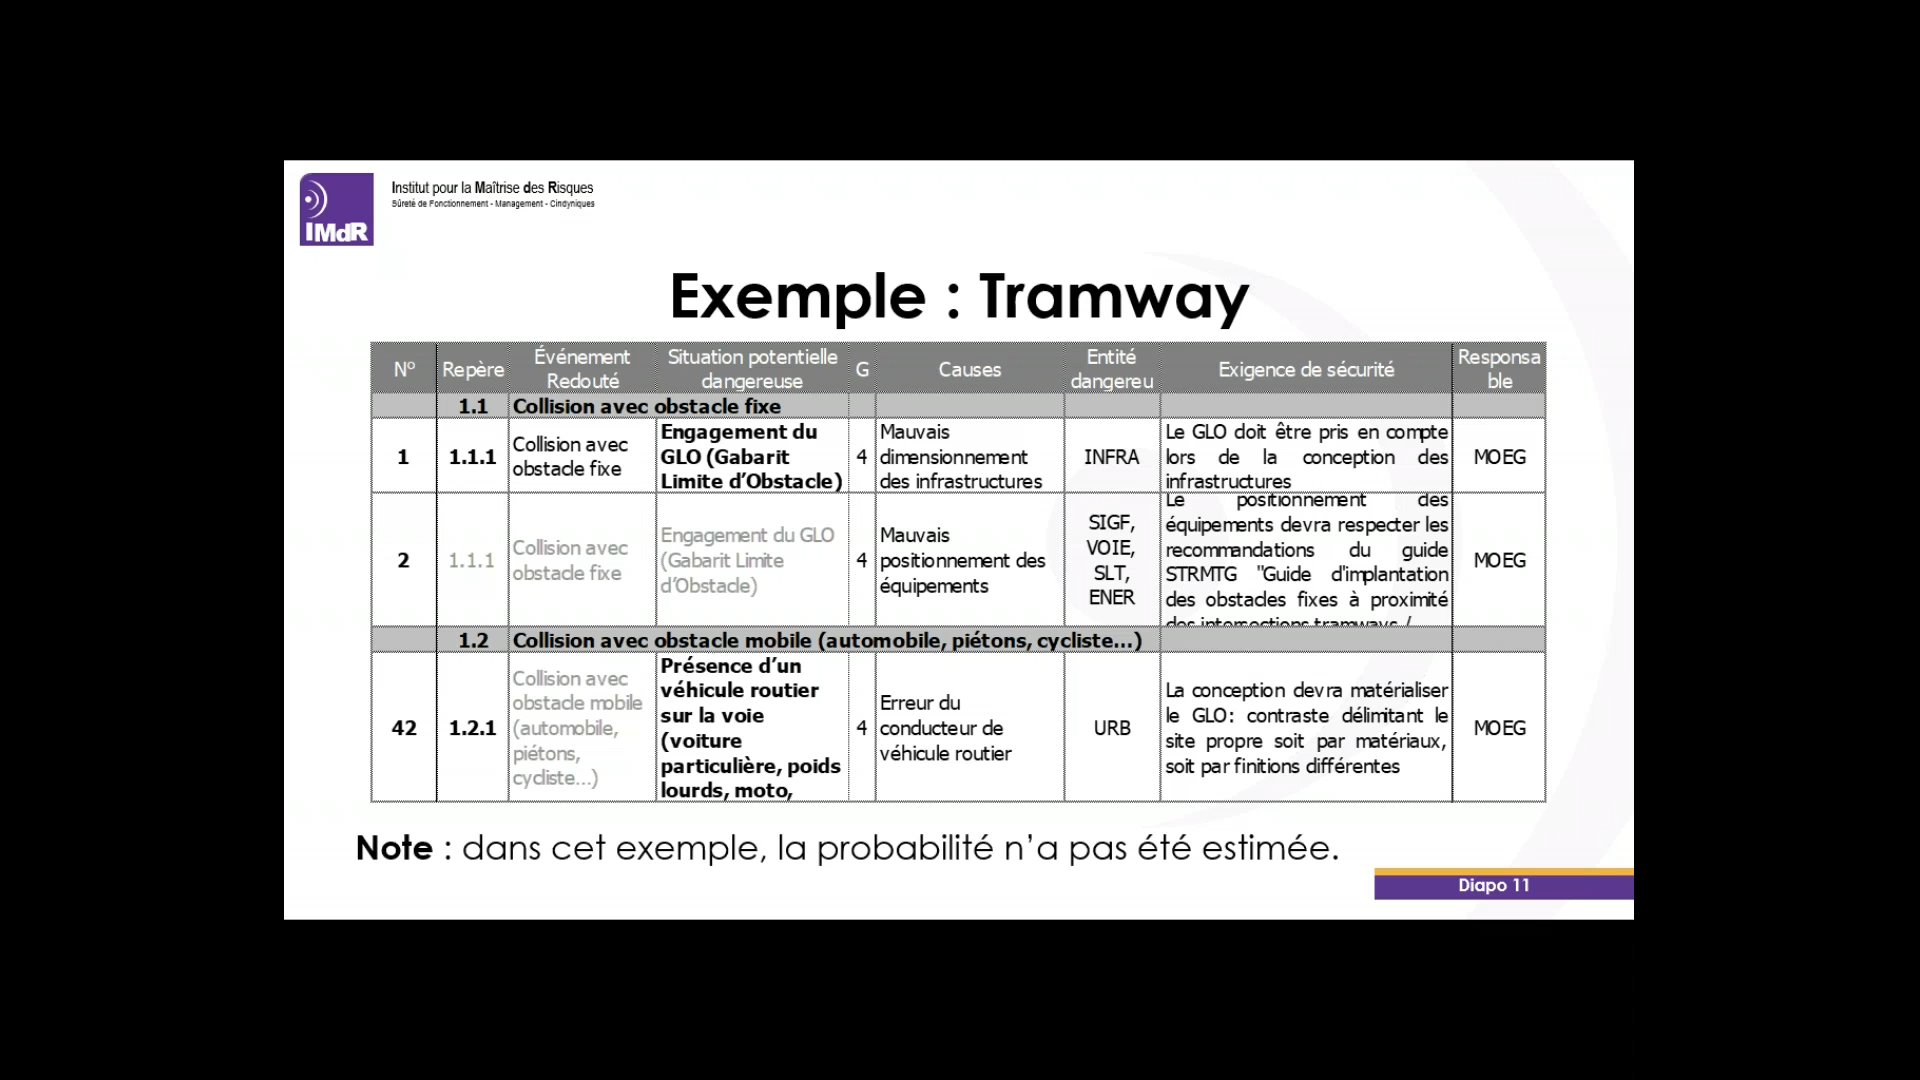 Institut pour la Maîtrise des Risques
Sûreté de Fonctionnement - Management - Cindyniques
IMdR
Exemple : Tramway
N° Repère Événement Redouté Situation potentielle dangereuse G Causes Entité dangereu Exigence de sécurité Responsa ble
1.1 Collision avec obstacle fixe
1 1.1.1 Collision avec obstacle fixe Engagement du GLO (Gabarit Limite d’Obstacle) 4 Mauvais dimensionnement des infrastructures INFRA Le GLO doit être pris en compte lors de la conception des infrastructures MOEG
2 1.1.1 Collision avec obstacle fixe Engagement du GLO (Gabarit Limite d’Obstacle) 4 Mauvais positionnement des équipements SIGF, VOIE, SLT, ENER Le positionnement des équipements devra respecter les recommandations du guide STRMTG "Guide d'implantation des obstacles fixes à proximité des intersections tramways / MOEG
1.2 Collision avec obstacle mobile (automobile, piétons, cycliste...)
42 1.2.1 Collision avec obstacle mobile (automobile, piétons, cycliste...) Présence d’un véhicule routier sur la voie (voiture particulière, poids lourds, moto, 4 Erreur du conducteur de véhicule routier URB La conception devra matérialiser le GLO: contraste délimitant le site propre soit par matériaux, soit par finitions différentes MOEG
Note : dans cet exemple, la probabilité n’a pas été estimée.
Diapo 11